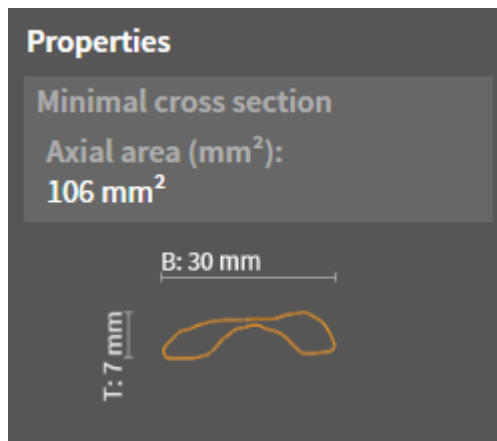 Properties
Minimal cross section
Axial area (mm²):
106 mm²
B: 30 mm
T: 7 mm